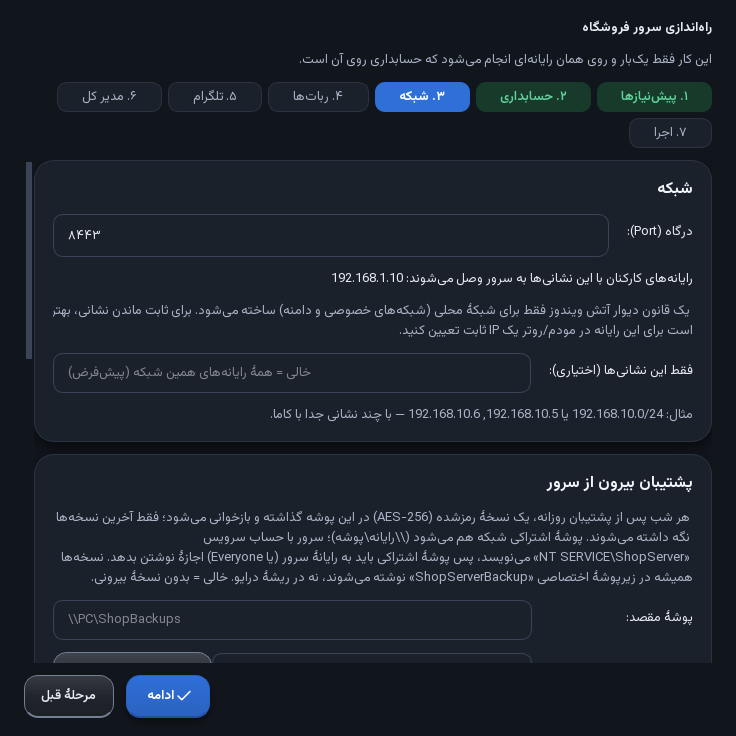 راه‌اندازی سرور فروشگاه
این کار فقط یک‌بار و روی همان رایانه‌ای انجام می‌شود که حسابداری روی آن است.
۱. پیش‌نیازها
۲. حسابداری
۳. شبکه
۴. ربات‌ها
۵. تلگرام
۶. مدیر کل
۷. اجرا
شبکه
درگاه (Port):
۸۴۴۳
رایانه‌های کارکنان با این نشانی‌ها به سرور وصل می‌شوند: 192.168.1.10
یک قانون دیوار آتش ویندوز فقط برای شبکهٔ محلی (شبکه‌های خصوصی و دامنه) ساخته می‌شود. برای ثابت ماندن نشانی، بهتر
است برای این رایانه در مودم/روتر یک IP ثابت تعیین کنید.
فقط این نشانی‌ها (اختیاری):
خالی = همهٔ رایانه‌های همین شبکه (پیش‌فرض)
مثال: 192.168.10.0/24 یا 192.168.10.5, 192.168.10.6 — با چند نشانی جدا با کاما.
پشتیبان بیرون از سرور
هر شب پس از پشتیبان روزانه، یک نسخهٔ رمزشده (AES-256) در این پوشه گذاشته و بازخوانی می‌شود؛ فقط آخرین نسخه‌ها
نگه داشته می‌شوند. پوشهٔ اشتراکی شبکه هم می‌شود (\\رایانه\پوشه)؛ سرور با حساب سرویس
«NT SERVICE\ShopServer» می‌نویسد، پس پوشهٔ اشتراکی باید به رایانهٔ سرور (یا Everyone) اجازهٔ نوشتن بدهد. نسخه‌ها
همیشه در زیرپوشهٔ اختصاصی «ShopServerBackup» نوشته می‌شوند، نه در ریشهٔ درایو. خالی = بدون نسخهٔ بیرونی.
پوشهٔ مقصد:
\\PC\ShopBackups
ادامه
مرحلهٔ قبل